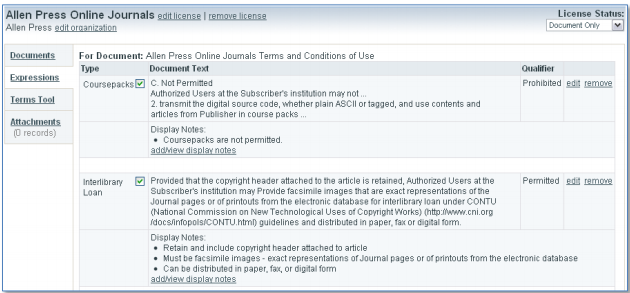 Allen Press Online Journals edit license | remove license
License Status:
Allen Press edit organization
Document Only
Documents
Expressions
Terms Tool
Attachments
(0 records)
For Document: Allen Press Online Journals Terms and Conditions of Use
Type Document Text Qualifier
Coursepacks C. Not Permitted Prohibited edit remove
Authorized Users at the Subscriber's institution may not ...
2. transmit the digital source code, whether plain ASCII or tagged, and use contents and
articles from Publisher in course packs ...
Display Notes:
• Coursepacks are not permitted.
add/view display notes
Interlibrary Provided that the copyright header attached to the article is retained, Authorized Users at the Permitted edit remove
Loan Subscriber's institution may Provide facsimile images that are exact representations of the
Journal pages or of printouts from the electronic database for interlibrary loan under CONTU
(National Commission on New Technological Uses of Copyright Works) (http://www.cni.org
/docs/infopols/CONTU.html) guidelines and distributed in paper, fax or digital form.
Display Notes:
• Retain and include copyright header attached to article
• Must be facsimile images - exact representations of Journal pages or of printouts from the electronic database
• Can be distributed in paper, fax, or digital form
add/view display notes